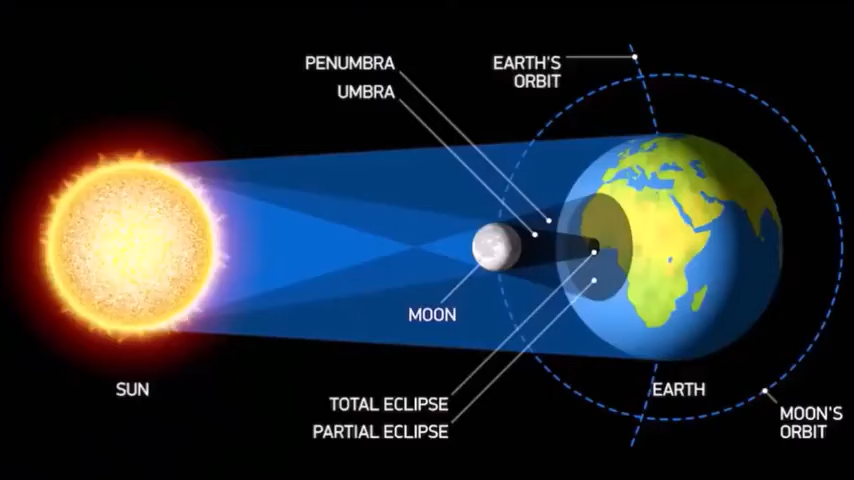 PENUMBRA
UMBRA
EARTH'S
ORBIT
MOON
SUN
TOTAL ECLIPSE
PARTIAL ECLIPSE
EARTH
MOON'S
ORBIT